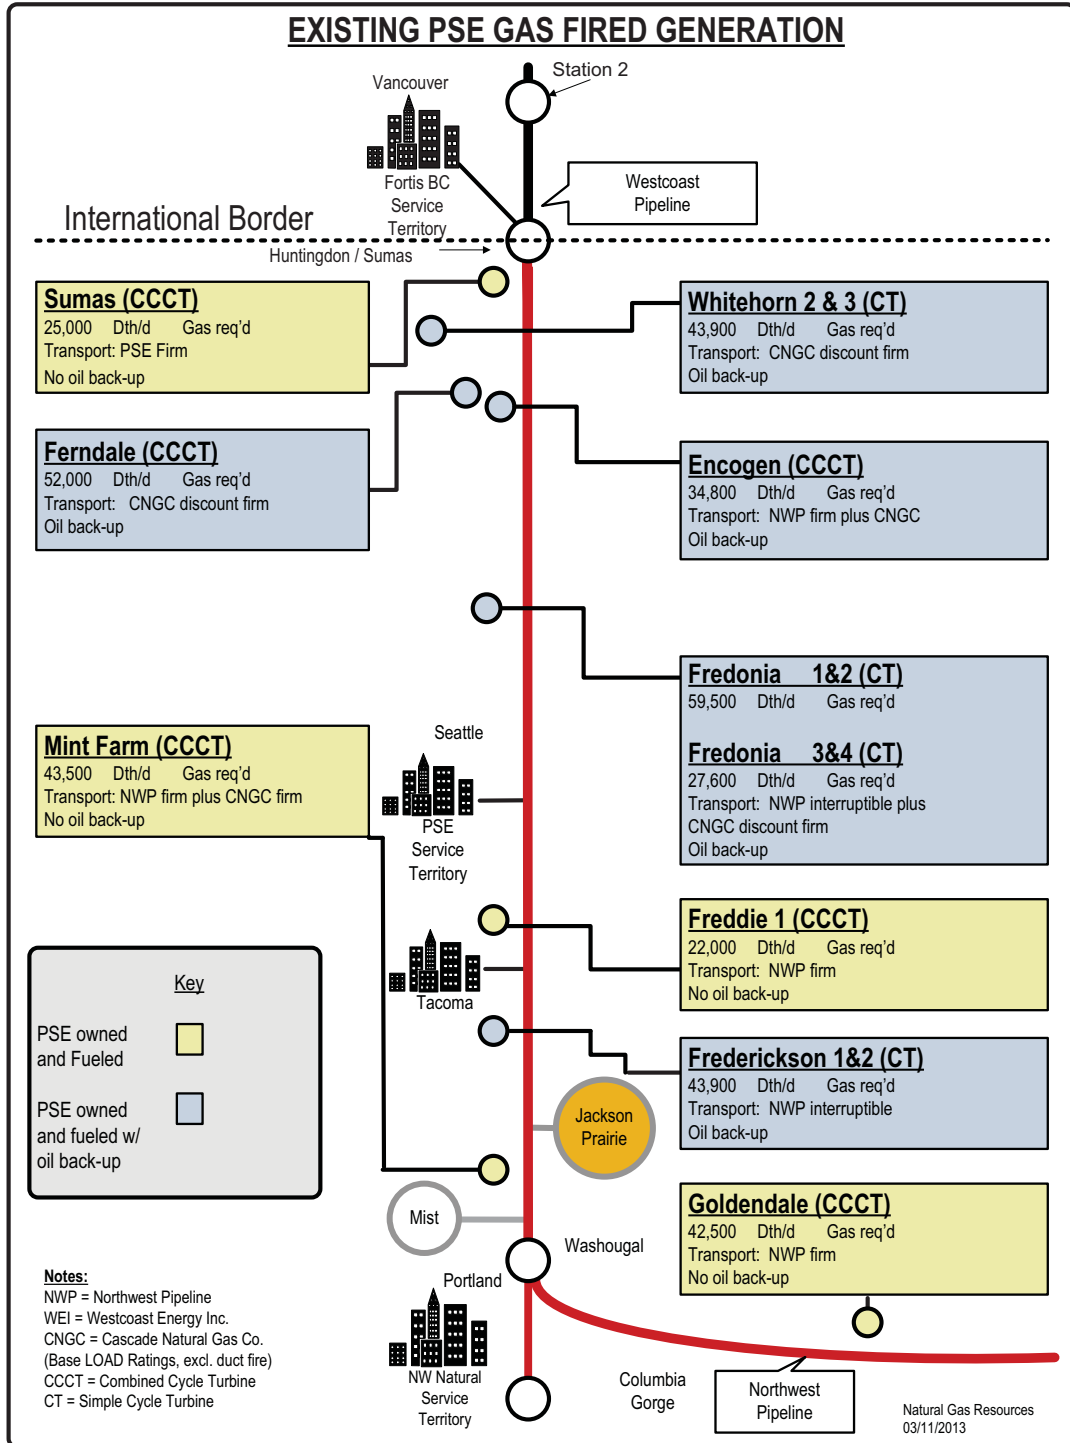 EXISTING PSE GAS FIRED GENERATION
Station 2
Vancouver
Fortis BC
Service
Territory
Westcoast
Pipeline
International Border
Huntingdon / Sumas
Sumas (CCCT)
25,000 Dth/d Gas req'd
Transport: PSE Firm
No oil back-up
Whitehorn 2 & 3 (CT)
43,900 Dth/d Gas req'd
Transport: CNGC discount firm
Oil back-up
Ferndale (CCCT)
52,000 Dth/d Gas req'd
Transport: CNGC discount firm
Oil back-up
Encogen (CCCT)
34,800 Dth/d Gas req'd
Transport: NWP firm plus CNGC
Oil back-up
Fredonia 1&2 (CT)
59,500 Dth/d Gas req'd
Fredonia 3&4 (CT)
27,600 Dth/d Gas req'd
Transport: NWP interruptible plus
CNGC discount firm
Oil back-up
Mint Farm (CCCT)
43,500 Dth/d Gas req'd
Transport: NWP firm plus CNGC firm
No oil back-up
Seattle
PSE
Service
Territory
Freddie 1 (CCCT)
22,000 Dth/d Gas req'd
Transport: NWP firm
No oil back-up
Tacoma
Key
PSE owned
and Fueled
PSE owned
and fueled w/
oil back-up
Frederickson 1&2 (CT)
43,900 Dth/d Gas req'd
Transport: NWP interruptible
Oil back-up
Jackson
Prairie
Mist
Goldendale (CCCT)
42,500 Dth/d Gas req'd
Transport: NWP firm
No oil back-up
Washougal
Portland
NW Natural
Service
Territory
Notes:
NWP = Northwest Pipeline
WEI = Westcoast Energy Inc.
CNGC = Cascade Natural Gas Co.
(Base LOAD Ratings, excl. duct fire)
CCCT = Combined Cycle Turbine
CT = Simple Cycle Turbine
Columbia
Gorge
Northwest
Pipeline
Natural Gas Resources
03/11/2013